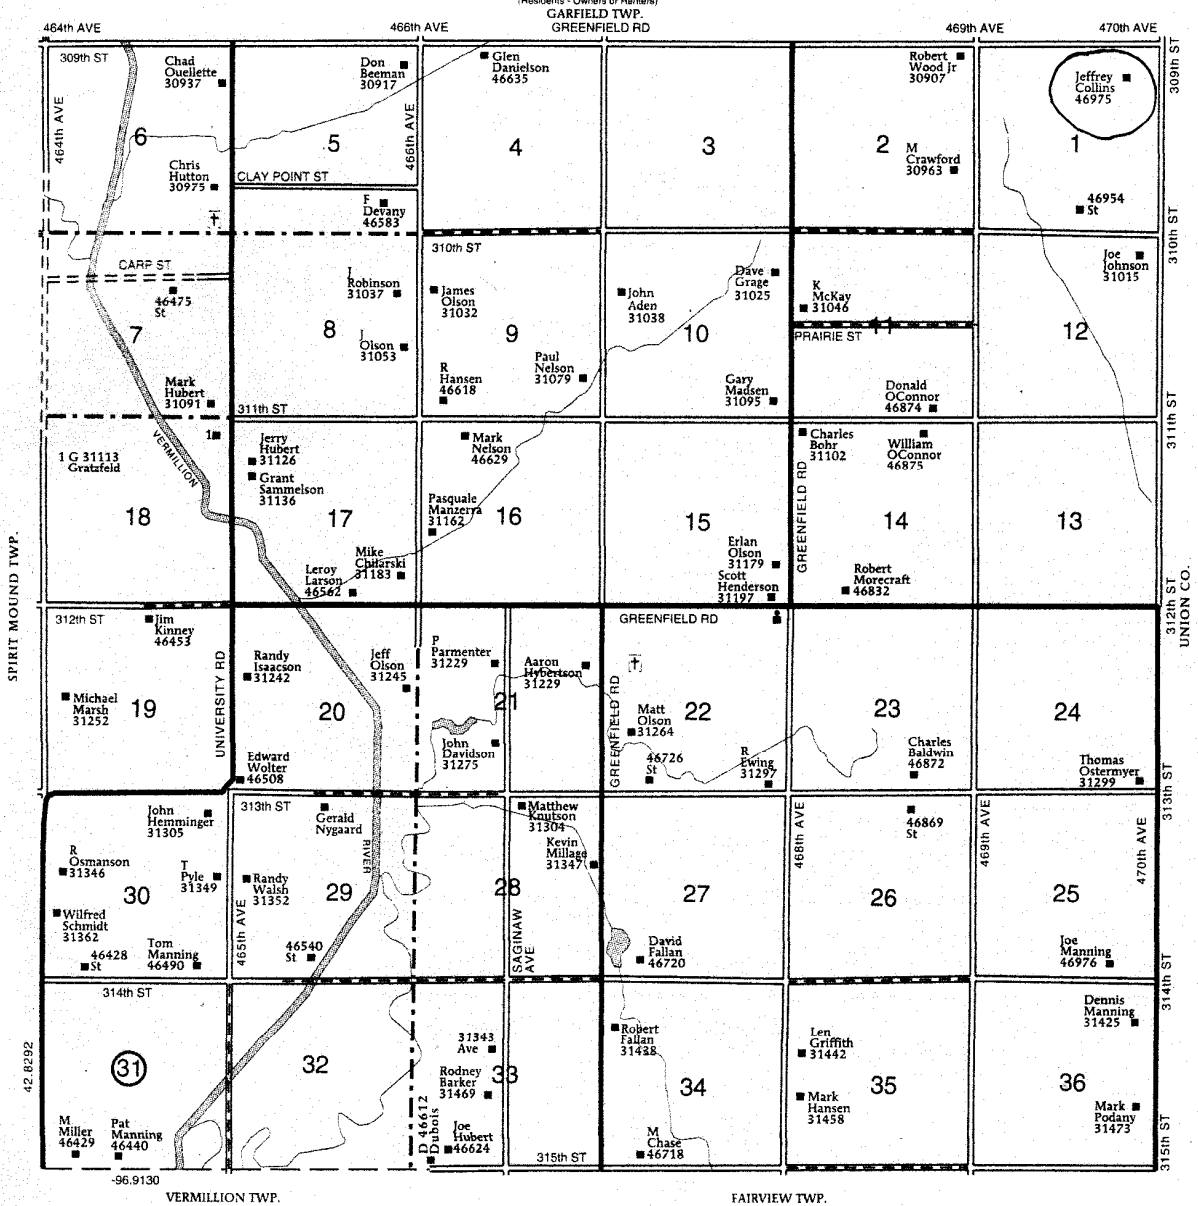 (Residents - Owners or Renters)
GARFIELD TWP.
464th AVE
466th AVE
GREENFIELD RD
469th AVE
470th AVE
309th ST
Chad
Ouellette
30937
Don
Beeman
30917
Glen
Danielson
46635
Robert
Wood Jr
30907
Jeffrey
Collins
46975
309th ST
464th AVE
466th AVE
6
5
4
3
2
1
Chris
Hutton
30975
CLAY POINT ST
M
Crawford
30963
46954
St
F
Devany
46583
310th ST
310th ST
CARP ST
46475
St
J
Robinson
31037
James
Olson
31032
John
Aden
31038
Dave
Grage
31025
K
McKay
31046
Joe
Johnson
31015
7
8
9
10
11
12
PRAIRIE ST
J
Olson
31053
Paul
Nelson
31079
R
Hansen
46618
Mark
Hubert
31091
Gary
Madsen
31095
Donald
OConnor
46874
311th ST
311th ST
1
1 G 31113
Gratzfeld
VERMILLION
Jerry
Hubert
31126
Grant
Sammelson
31136
Mark
Nelson
46629
Charles
Bohr
31102
William
OConnor
46875
GREENFIELD RD
Pasquale
Manzerra
31162
18
17
16
15
14
13
Mike
Chilarski
31183
Leroy
Larson
46562
Erlan
Olson
31179
Scott
Henderson
31197
Robert
Morecraft
46832
SPIRIT MOUND TWP.
UNION CO.
312th ST
312th ST
GREENFIELD RD
Jim
Kinney
46453
UNIVERSITY RD
Randy
Isaacson
31242
Jeff
Olson
31245
P
Parmenter
31229
Aaron
Hybertson
31229
GREENFIELD RD
Michael
Marsh
31252
Matt
Olson
31264
19
20
21
22
23
24
Edward
Wolter
46508
John
Davidson
31275
46726
St
R
Ewing
31297
Charles
Baldwin
46872
Thomas
Ostermyer
31299
313th ST
313th ST
John
Hemminger
31305
Gerald
Nygaard
RIVER
Matthew
Knutson
31304
Kevin
Millage
31347
468th AVE
46869
St
469th AVE
470th AVE
R
Osmanson
31346
T
Pyle
31349
Randy
Walsh
31352
30
29
28
27
26
25
Wilfred
Schmidt
31362
465th AVE
SAGINAW
AVE
46428
St
Tom
Manning
46490
46540
St
David
Fallan
46720
Joe
Manning
46976
314th ST
314th ST
31343
Ave
Robert
Fallan
31438
Len
Griffith
31442
Dennis
Manning
31425
42.8292
31
32
33
34
35
36
Rodney
Barker
31469
Mark
Hansen
31458
Mark
Podany
31473
M
Miller
46429
Pat
Manning
46440
D 46612
Dubois
Joe
Hubert
46624
M
Chase
46718
315th ST
315th ST
-96.9130
VERMILLION TWP.
FAIRVIEW TWP.